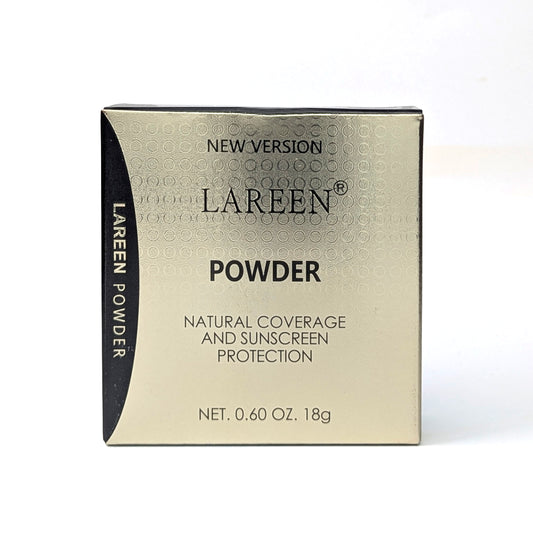 NEW VERSION
LAREEN®
POWDER
NATURAL COVERAGE
AND SUNSCREEN
PROTECTION
NET. 0.60 OZ. 18g
LAREEN POWDER